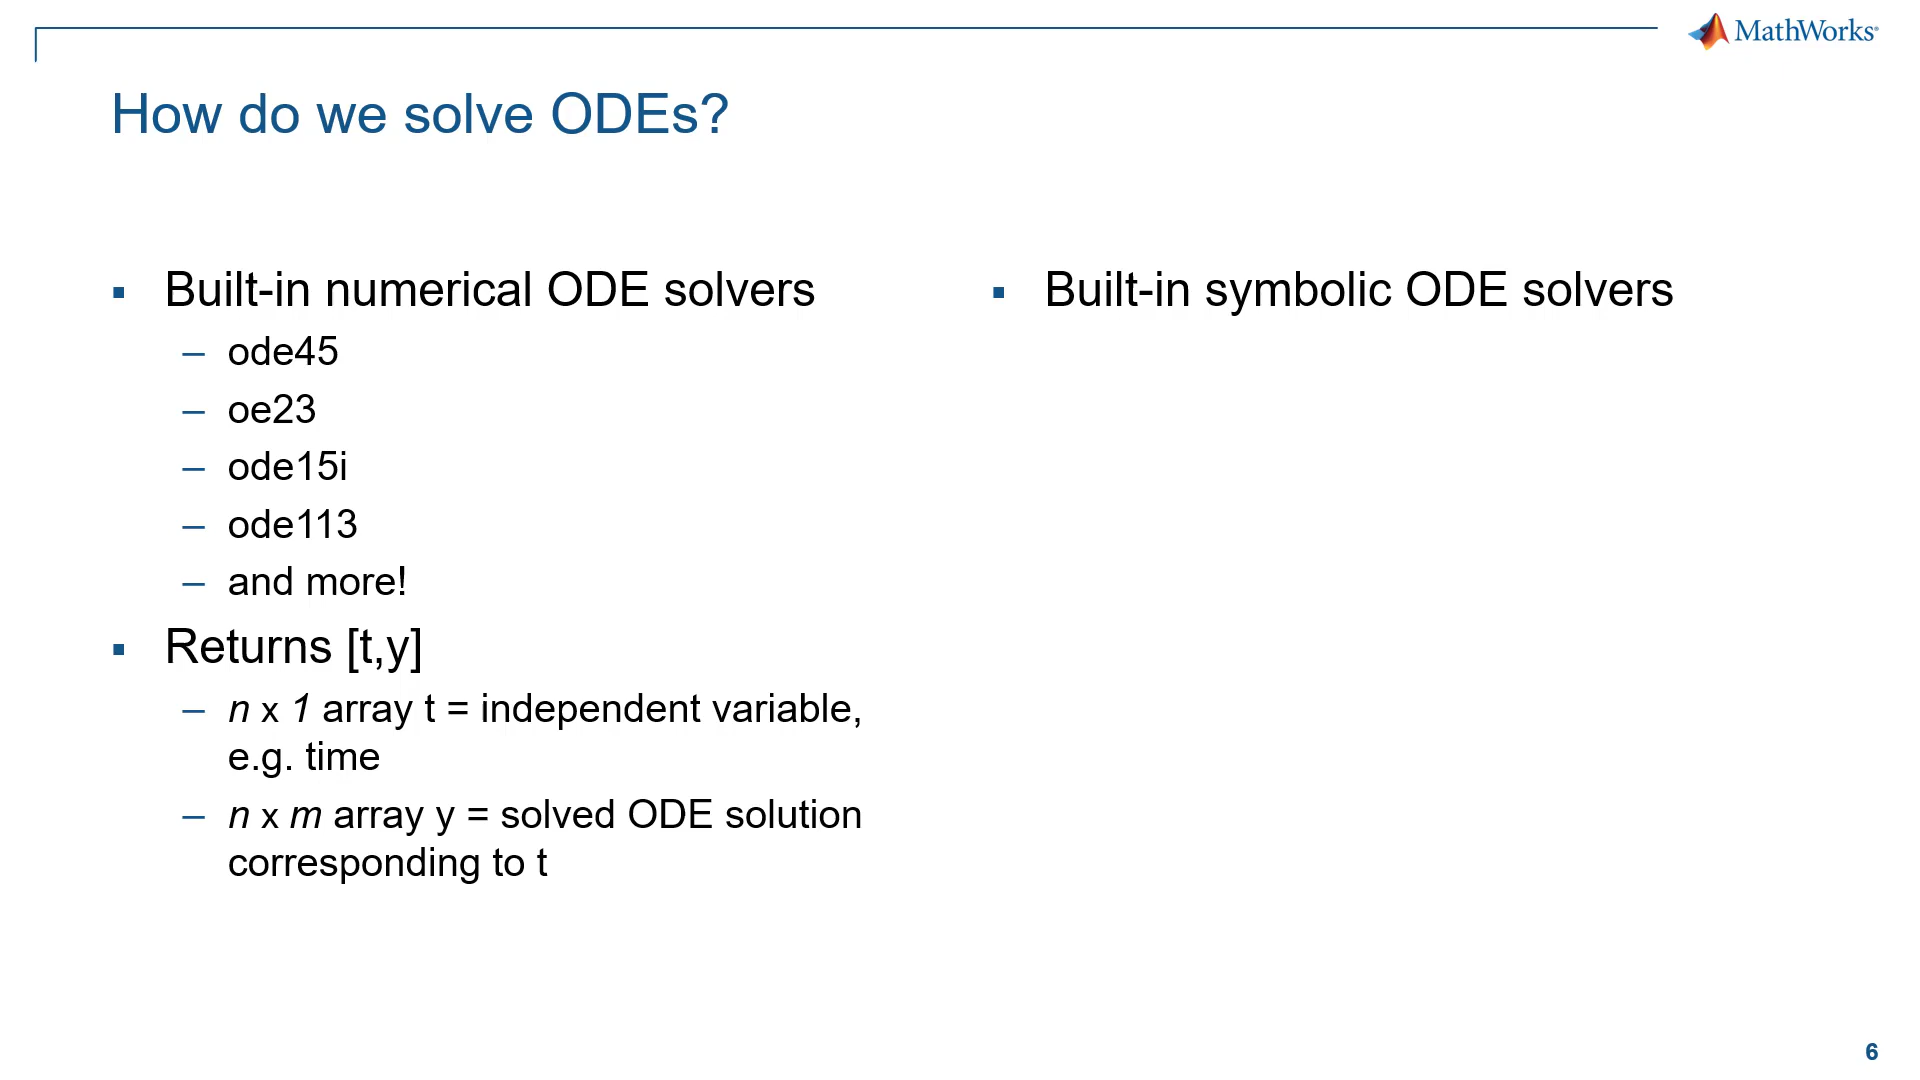 MathWorks®
How do we solve ODEs?
▪ Built-in numerical ODE solvers
– ode45
– oe23
– ode15i
– ode113
– and more!
▪ Returns [t,y]
– n x 1 array t = independent variable,
e.g. time
– n x m array y = solved ODE solution
corresponding to t
▪ Built-in symbolic ODE solvers
6